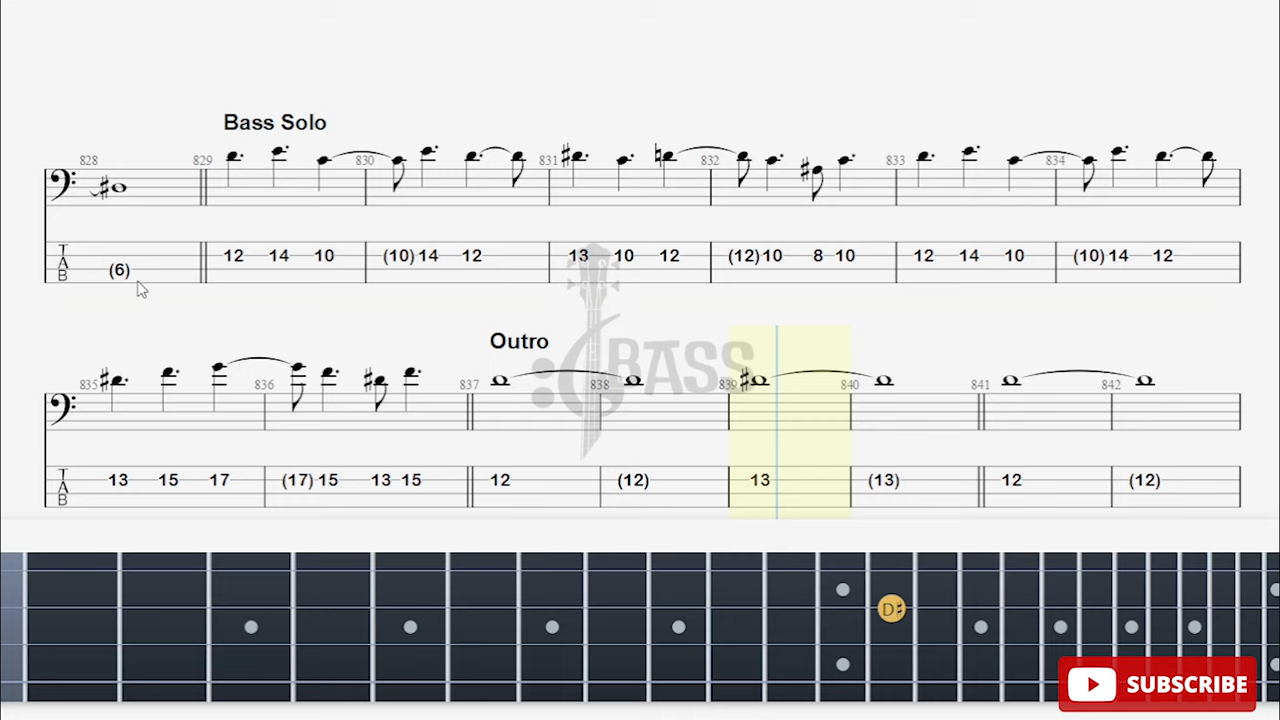 Bass Solo
828 829 830 831 832 833 834
T A B (6) 12 14 10 (10) 14 12 13 10 12 (12) 10 8 10 12 14 10 (10) 14 12
Outro
BASS
835 836 837 838 839 840 841 842
T A B 13 15 17 (17) 15 13 15 12 (12) 13 (13) 12 (12)
D♯
SUBSCRIBE